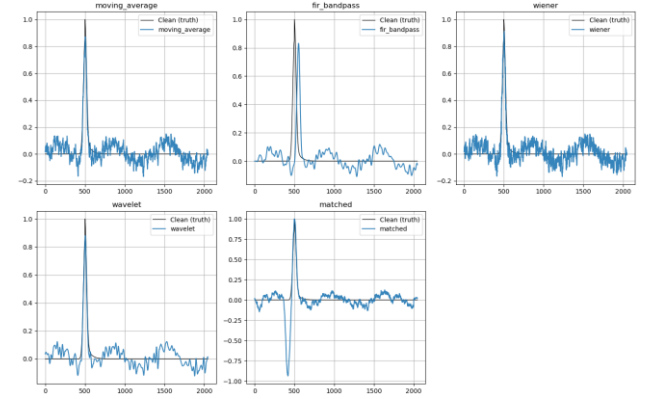 moving_average
1.0
0.8
0.6
0.4
0.2
0.0
−0.2
0 500 1000 1500 2000
Clean (truth)
moving_average
fir_bandpass
1.0
0.8
0.6
0.4
0.2
0.0
0 500 1000 1500 2000
Clean (truth)
fir_bandpass
wiener
1.0
0.8
0.6
0.4
0.2
0.0
−0.2
0 500 1000 1500 2000
Clean (truth)
wiener
wavelet
1.0
0.8
0.6
0.4
0.2
0.0
0 500 1000 1500 2000
Clean (truth)
wavelet
matched
1.00
0.75
0.50
0.25
0.00
−0.25
−0.50
−0.75
−1.00
0 500 1000 1500 2000
Clean (truth)
matched